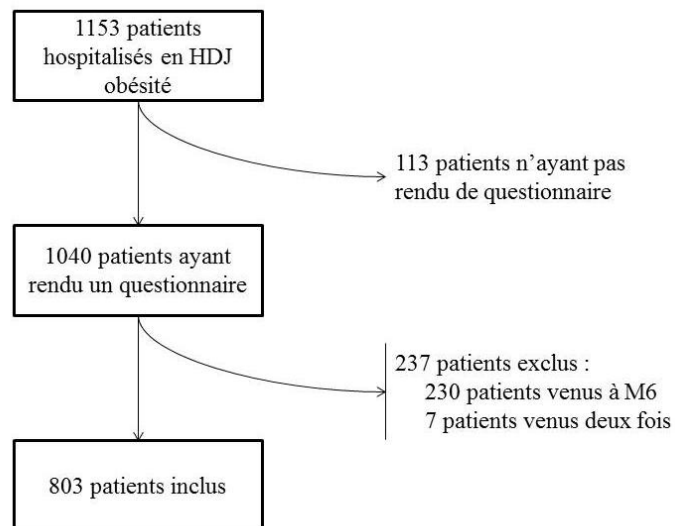 1153 patients
hospitalisés en HDJ
obésité
113 patients n’ayant pas
rendu de questionnaire
1040 patients ayant
rendu un questionnaire
237 patients exclus :
230 patients venus à M6
7 patients venus deux fois
803 patients inclus